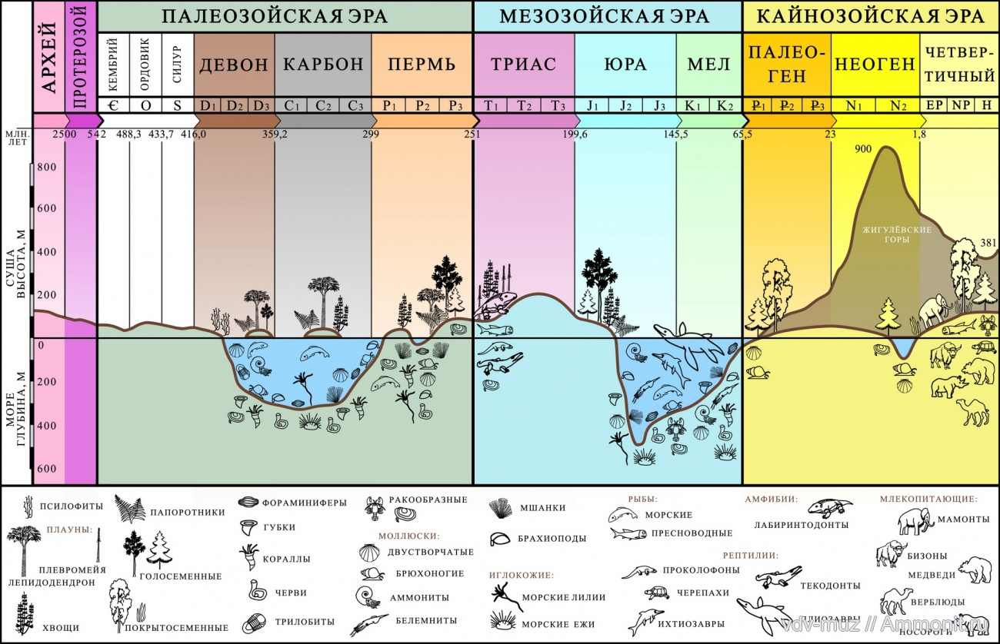 АРХЕЙ
ПРОТЕРОЗОЙ
ПАЛЕОЗОЙСКАЯ ЭРА
МЕЗОЗОЙСКАЯ ЭРА
КАЙНОЗОЙСКАЯ ЭРА
КЕМБРИЙ
ОРДОВИК
СИЛУР
ДЕВОН
КАРБОН
ПЕРМЬ
ТРИАС
ЮРА
МЕЛ
ПАЛЕО-
ГЕН
НЕОГЕН
ЧЕТВЕР-
ТИЧНЫЙ
Є O S D1 D2 D3 C1 C2 C3 P1 P2 P3 T1 T2 T3 J1 J2 J3 K1 K2 Ᵽ1 Ᵽ2 Ᵽ3 N1 N2 EP NP H
МЛН.
ЛЕТ
2500 542 488,3 433,7 416,0 359,2 299 251 199,6 145,5 65,5 23 1,8
СУША
ВЫСОТА, М
800
600
400
200
0
МОРЕ
ГЛУБИНА, М
200
400
600
900
ЖИГУЛЁВСКИЕ
ГОРЫ
381
ПСИЛОФИТЫ
ПЛАУНЫ:
ПЛЕВРОМЕЙЯ
ЛЕПИДОДЕНДРОН
ХВОЩИ
ПАПОРОТНИКИ
ГОЛОСЕМЕННЫЕ
ПОКРЫТОСЕМЕННЫЕ
ФОРАМИНИФЕРЫ
ГУБКИ
КОРАЛЛЫ
ЧЕРВИ
ТРИЛОБИТЫ
РАКООБРАЗНЫЕ
МОЛЛЮСКИ:
ДВУСТВОРЧАТЫЕ
БРЮХОНОГИЕ
АММОНИТЫ
БЕЛЕМНИТЫ
МШАНКИ
БРАХИОПОДЫ
ИГЛОКОЖИЕ:
МОРСКИЕ ЛИЛИИ
МОРСКИЕ ЕЖИ
РЫБЫ:
МОРСКИЕ
ПРЕСНОВОДНЫЕ
АМФИБИИ:
ЛАБИРИНТОДОНТЫ
РЕПТИЛИИ:
ПРОКОЛОФОНЫ
ЧЕРЕПАХИ
ИХТИОЗАВРЫ
ТЕКОДОНТЫ
ПЛИОЗАВРЫ
МЛЕКОПИТАЮЩИЕ:
МАМОНТЫ
БИЗОНЫ
МЕДВЕДИ
ВЕРБЛЮДЫ
НОСОРОГИ
vdv-muz // Ammonit.ru